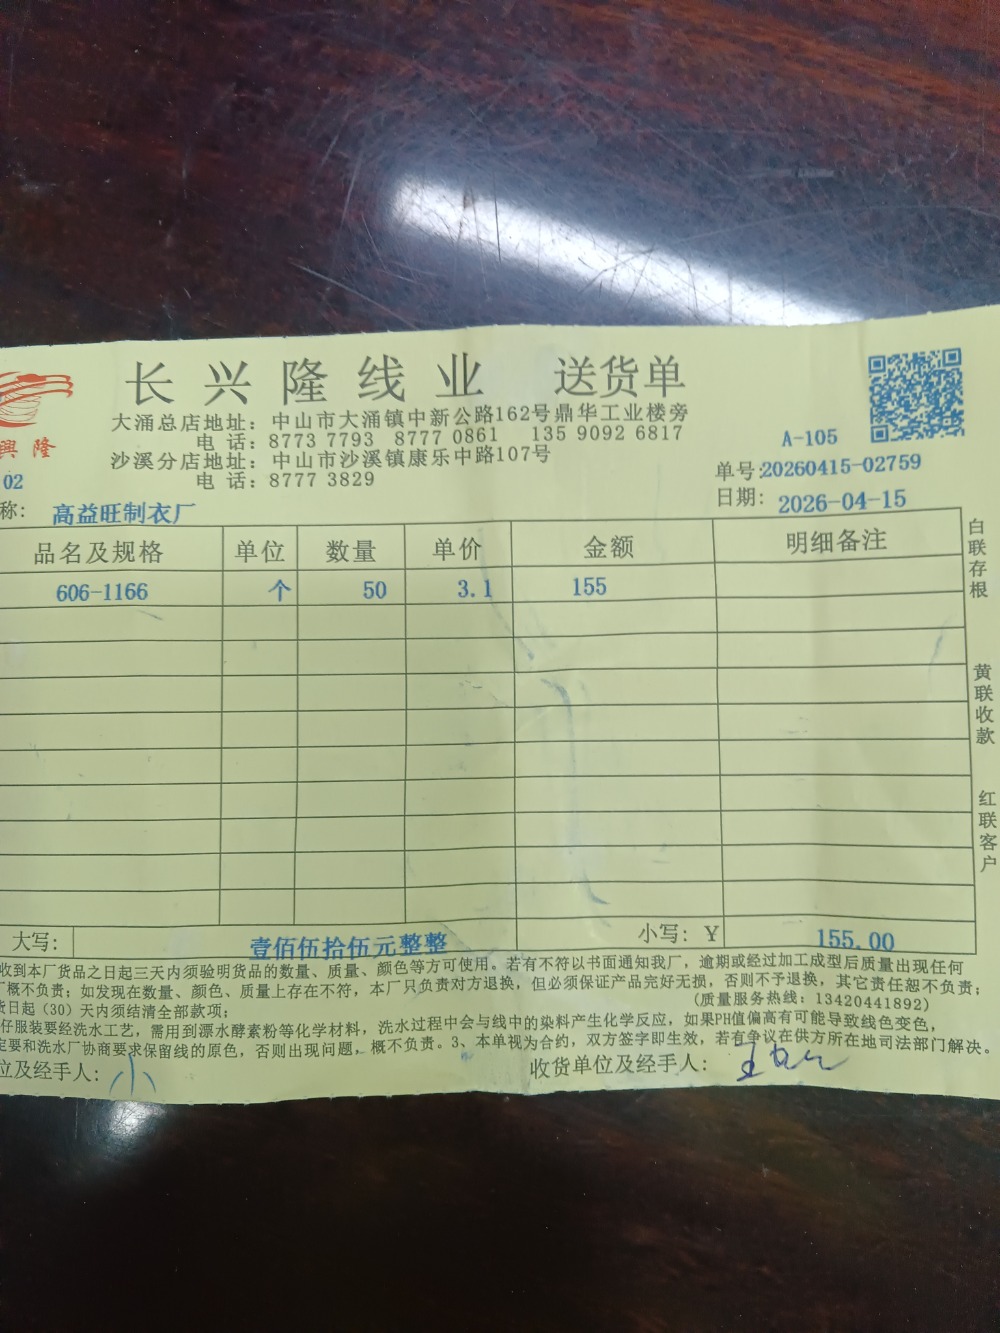 長興隆线业 送货单
大涌总店地址：中山市大涌镇中新公路162号鼎华工业楼旁
电 话：8773 7793 8777 0861 135 9092 6817
沙溪分店地址：中山市沙溪镇康乐中路107号
电 话：8777 3829
興隆
02
A-105
单号:20260415-02759
日期：2026-04-15
称：高益旺制衣厂
品名及规格 单位 数量 单价 金额 明细备注
606-1166 个 50 3.1 155
白联存根
黄联收款
红联客户
大写：壹佰伍拾伍元整整 小写：￥155.00
收到本厂货品之日起三天内须验明货品的数量、质量、颜色等方可使用。若有不符以书面通知我厂，逾期或经过加工成型后质量出现任何
概不负责；如发现在数量、颜色、质量上存在不符，本厂只负责对方退换，但必须保证产品完好无损，否则不予退换，其它责任恕不负责；
货日起（30）天内须结清全部款项； (质量服务热线：13420441892)
仔服装要经洗水工艺，需用到漂水酵素粉等化学材料，洗水过程中会与线中的染料产生化学反应，如果PH值偏高有可能导致线色变色，
定要和洗水厂协商要求保留线的原色，否则出现问题，概不负责。3、本单视为合约，双方签字即生效，若有争议在供方所在地司法部门解决。
位及经手人：小 收货单位及经手人：